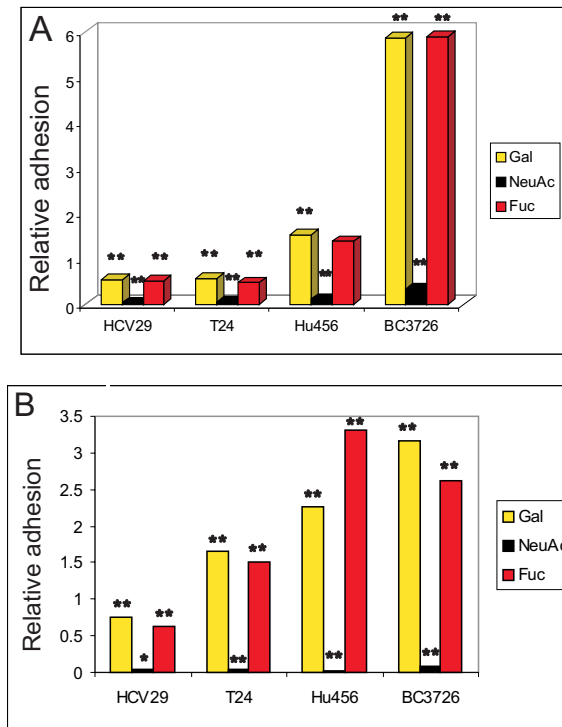 A
Relative adhesion
6
5
4
3
2
1
0
** ** ** ** ** ** ** ** ** ** **
HCV29 T24 Hu456 BC3726
Gal
NeuAc
Fuc
B
Relative adhesion
3.5
3
2.5
2
1.5
1
0.5
0
** * ** ** ** ** ** ** ** ** ** **
HCV29 T24 Hu456 BC3726
Gal
NeuAc
Fuc